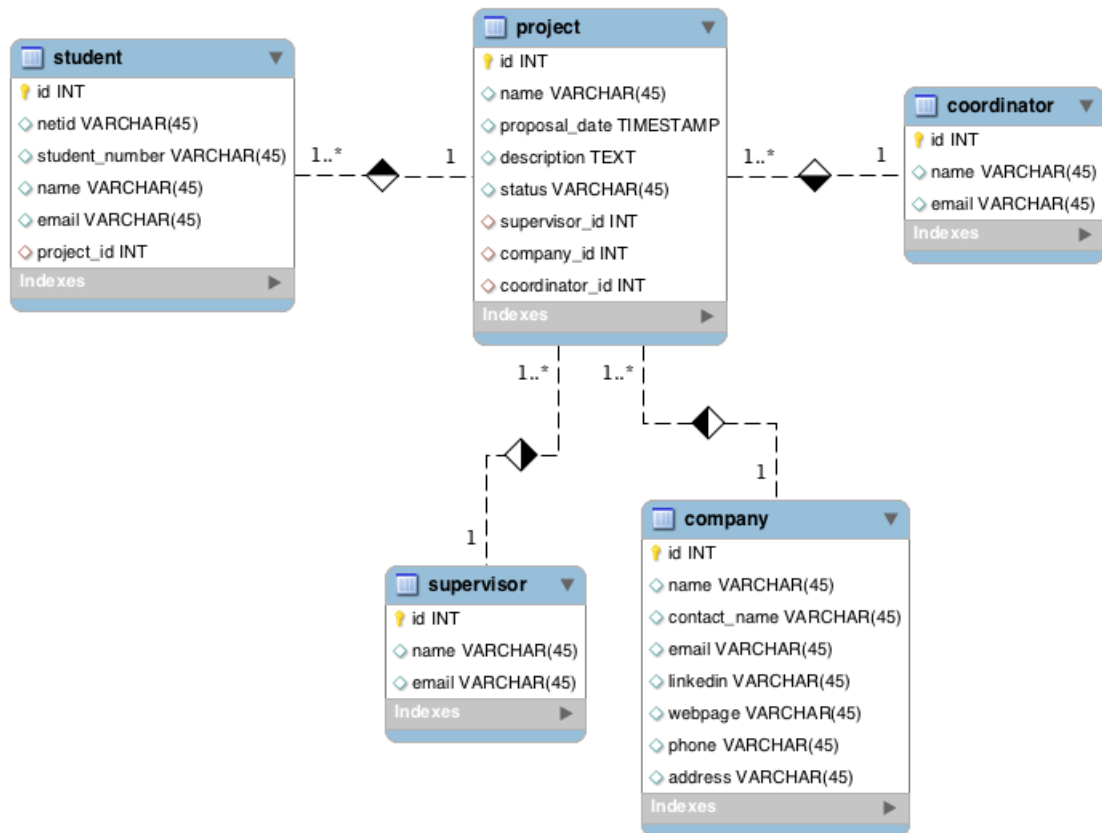 student
id INT
netid VARCHAR(45)
student_number VARCHAR(45)
name VARCHAR(45)
email VARCHAR(45)
project_id INT
Indexes
1..*
1
project
id INT
name VARCHAR(45)
proposal_date TIMESTAMP
description TEXT
status VARCHAR(45)
supervisor_id INT
company_id INT
coordinator_id INT
Indexes
1..*
1
coordinator
id INT
name VARCHAR(45)
email VARCHAR(45)
Indexes
1..*
1..*
1
1
supervisor
id INT
name VARCHAR(45)
email VARCHAR(45)
Indexes
company
id INT
name VARCHAR(45)
contact_name VARCHAR(45)
email VARCHAR(45)
linkedin VARCHAR(45)
webpage VARCHAR(45)
phone VARCHAR(45)
address VARCHAR(45)
Indexes